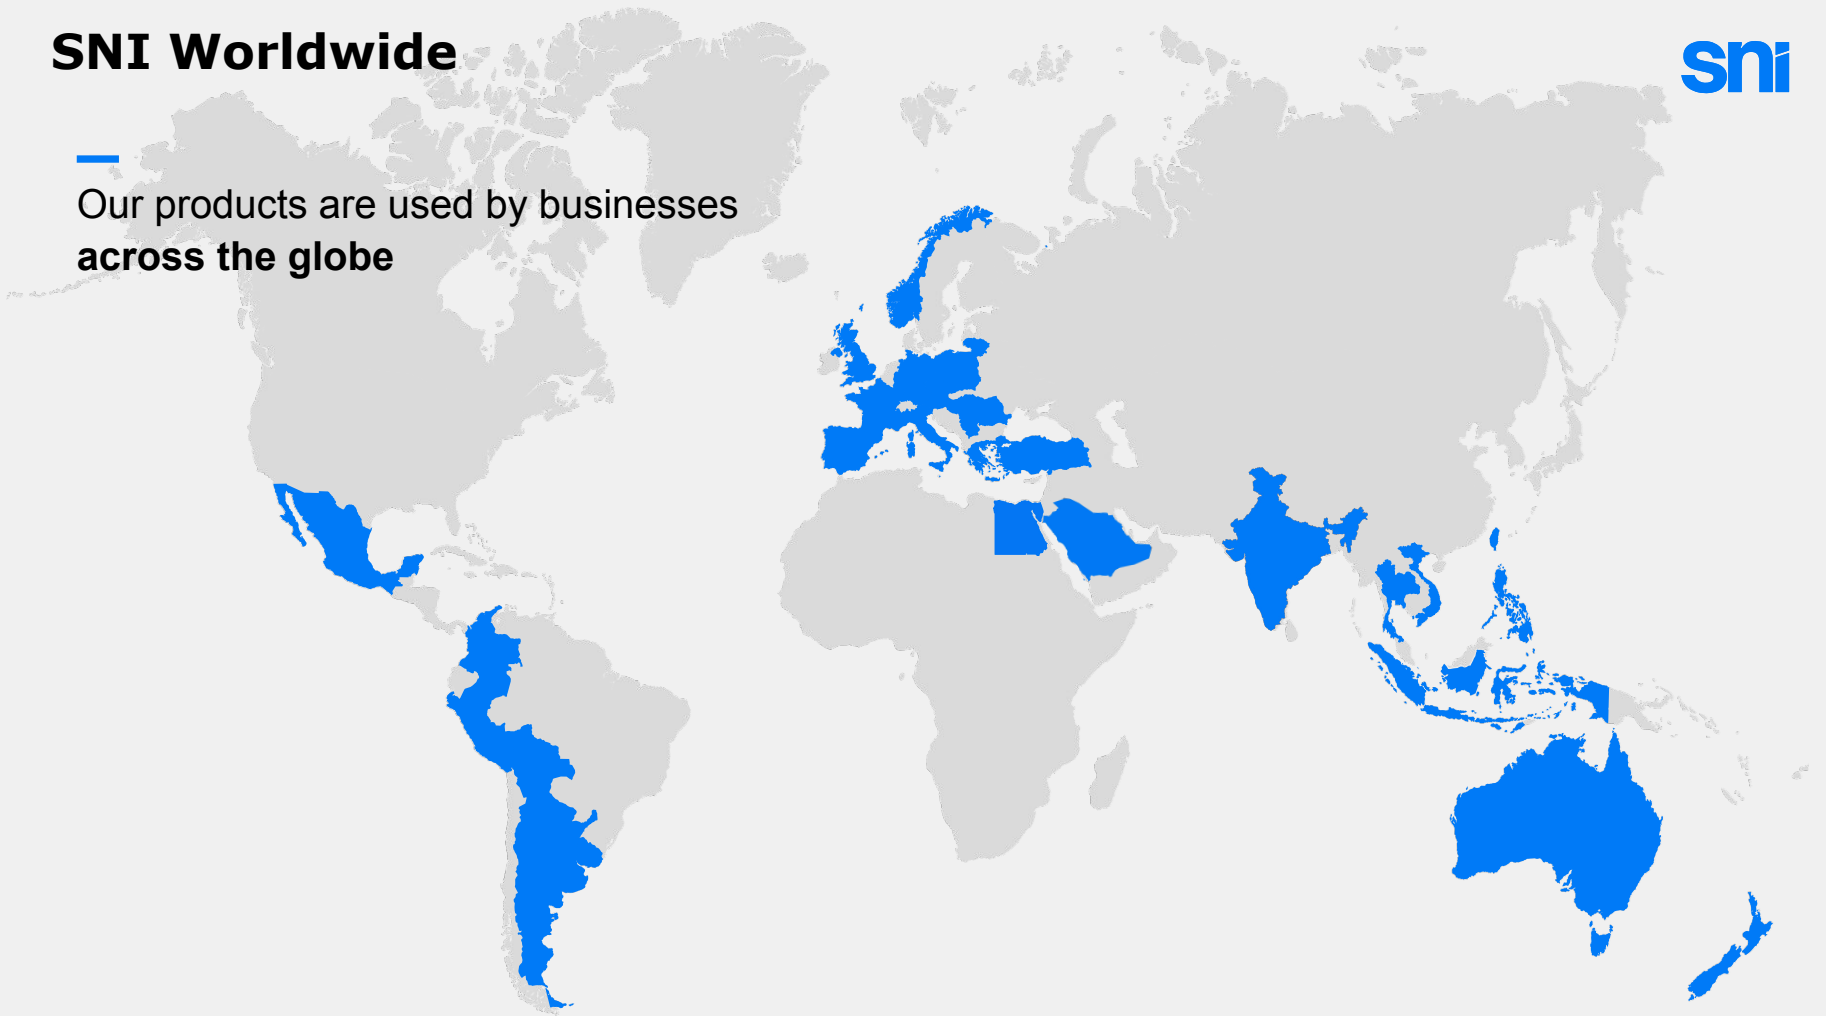 SNI Worldwide
sni
Our products are used by businesses
across the globe